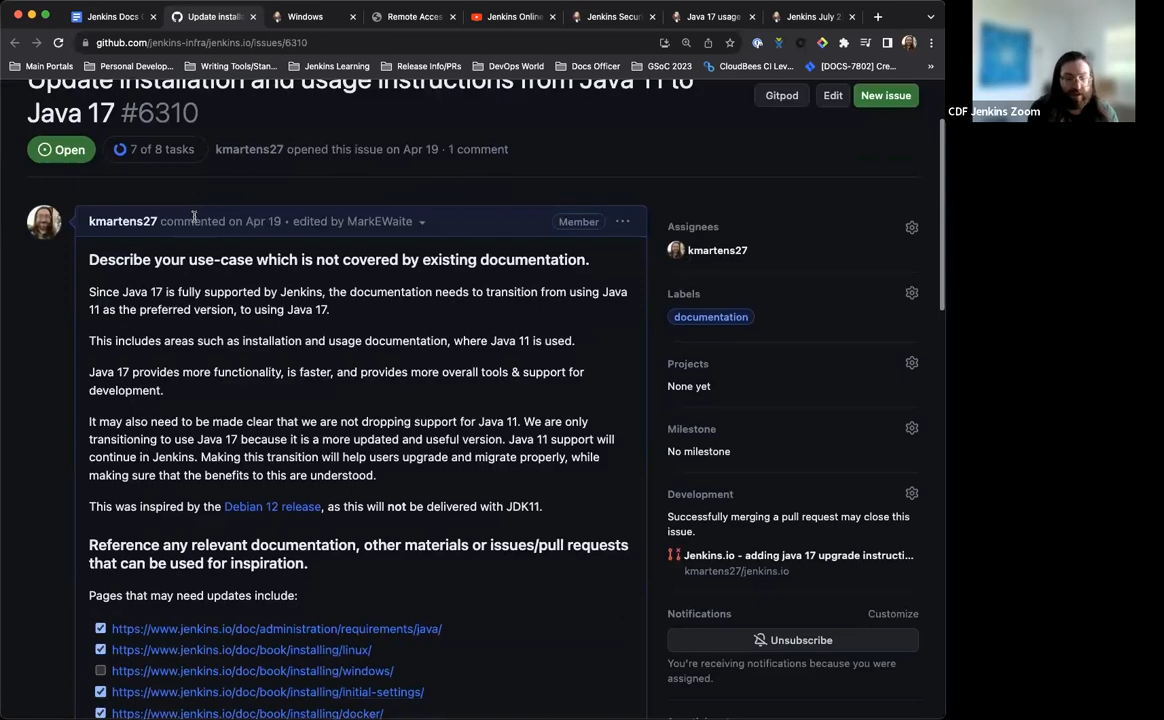 Jenkins Docs
Update install
Windows
Remote Acces
Jenkins Online
Jenkins Secur
Java 17 usage
Jenkins July 2
github.com/jenkins-infra/jenkins.io/issues/6310
Main Portals
Personal Develop...
Writing Tools/Stan...
Jenkins Learning
Release Info/PRs
DevOps World
Docs Officer
GSoC 2023
CloudBees CI Lev...
[DOCS-7802] Cre...
CDF Jenkins Zoom
Update installation and usage instructions from Java 11 to
Java 17 #6310
Gitpod
Edit
New issue
Open
7 of 8 tasks
kmartens27 opened this issue on Apr 19 · 1 comment
kmartens27 commented on Apr 19 • edited by MarkEWaite
Member
Describe your use-case which is not covered by existing documentation.
Since Java 17 is fully supported by Jenkins, the documentation needs to transition from using Java
11 as the preferred version, to using Java 17.
This includes areas such as installation and usage documentation, where Java 11 is used.
Java 17 provides more functionality, is faster, and provides more overall tools & support for
development.
It may also need to be made clear that we are not dropping support for Java 11. We are only
transitioning to use Java 17 because it is a more updated and useful version. Java 11 support will
continue in Jenkins. Making this transition will help users upgrade and migrate properly, while
making sure that the benefits to this are understood.
This was inspired by the Debian 12 release, as this will not be delivered with JDK11.
Reference any relevant documentation, other materials or issues/pull requests
that can be used for inspiration.
Pages that may need updates include:
https://www.jenkins.io/doc/administration/requirements/java/
https://www.jenkins.io/doc/book/installing/linux/
https://www.jenkins.io/doc/book/installing/windows/
https://www.jenkins.io/doc/book/installing/initial-settings/
https://www.jenkins.io/doc/book/installing/docker/
Assignees
kmartens27
Labels
documentation
Projects
None yet
Milestone
No milestone
Development
Successfully merging a pull request may close this
issue.
Jenkins.io - adding java 17 upgrade instructi...
kmartens27/jenkins.io
Notifications
Customize
Unsubscribe
You're receiving notifications because you were
assigned.